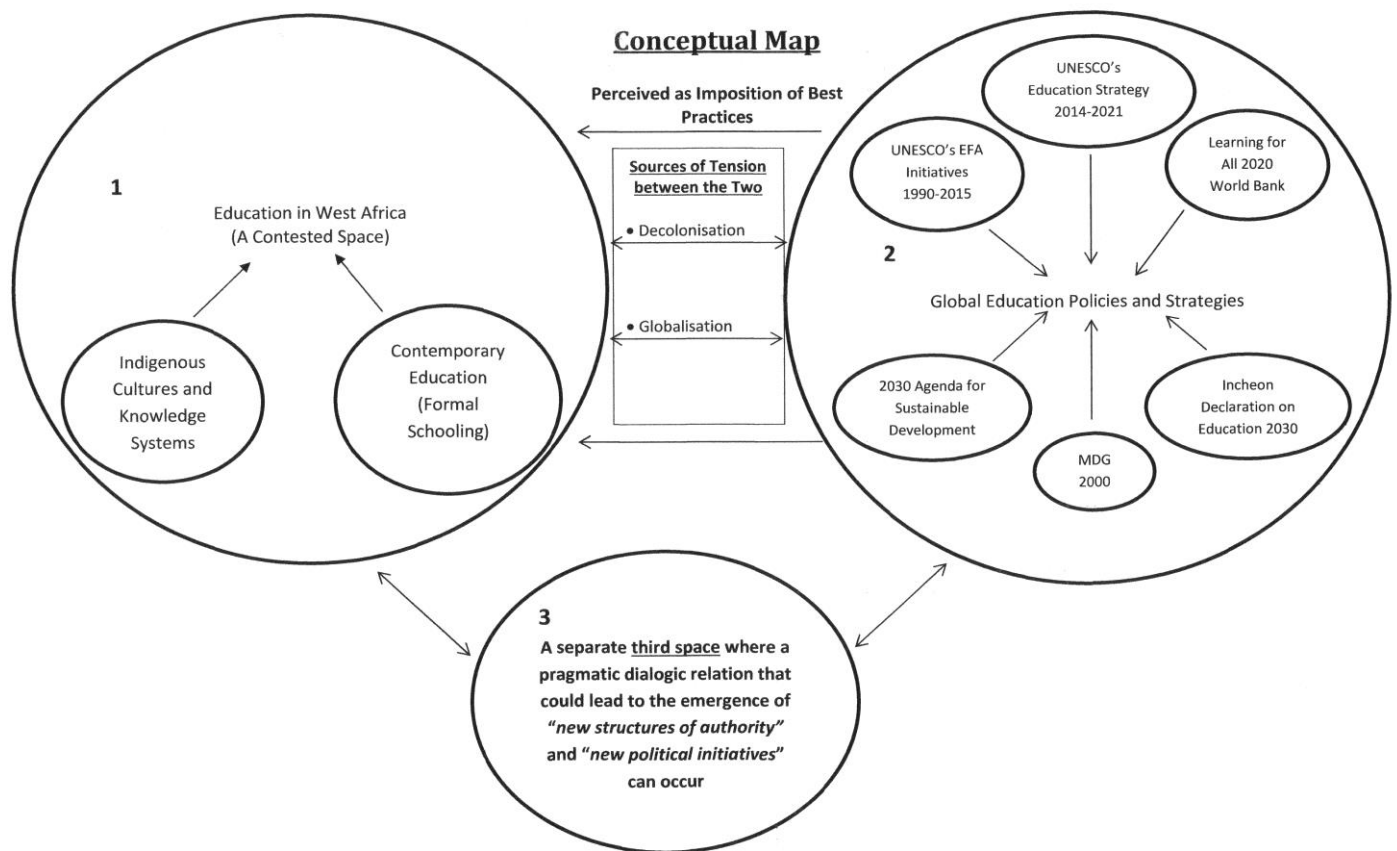 Conceptual Map
Perceived as Imposition of Best
Practices
1
Education in West Africa
(A Contested Space)
Indigenous
Cultures and
Knowledge
Systems
Contemporary
Education
(Formal
Schooling)
Sources of Tension
between the Two
• Decolonisation
• Globalisation
UNESCO's
Education Strategy
2014-2021
UNESCO's EFA
Initiatives
1990-2015
Learning for
All 2020
World Bank
2
Global Education Policies and Strategies
2030 Agenda for
Sustainable
Development
MDG
2000
Incheon
Declaration on
Education 2030
3
A separate third space where a
pragmatic dialogic relation that
could lead to the emergence of
"new structures of authority"
and "new political initiatives"
can occur